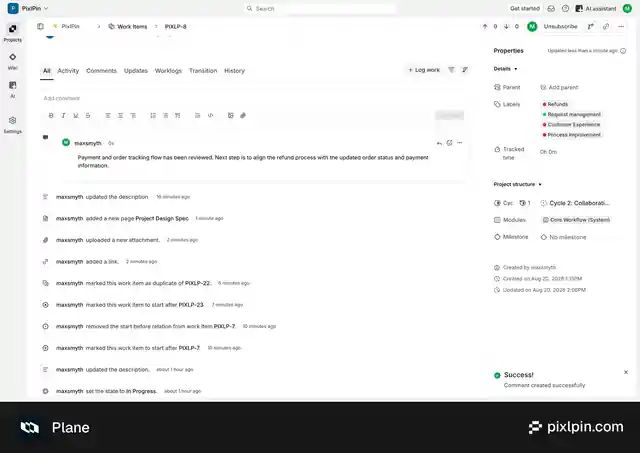 PixlPin
Search
Get started
AI assistant
M
Projects
Wiki
AI
Settings
PixlPin
Work Items
PIXLP-8
0
0
M
Unsubscribe
All
Activity
Comments
Updates
Worklogs
Transition
History
Log work
Add comment
maxsmyth 0s
Payment and order tracking flow has been reviewed. Next step is to align the refund process with the updated order status and payment
information.
maxsmyth updated the description
maxsmyth added a new page Project Design Spec 1 minute ago
maxsmyth uploaded a new attachment. 2 minutes ago
maxsmyth added a link. 2 minutes ago
maxsmyth marked this work item as duplicate of PIXLP-22.
maxsmyth marked this work item to start after PIXLP-23. 7 minutes ago
maxsmyth removed the start before relation from work item PIXLP-7. 10 minutes ago
maxsmyth marked this work item to start after PIXLP-7. 10 minutes ago
maxsmyth updated the description. about 1 hour ago
maxsmyth set the state to In Progress. about 1 hour ago
Properties
Updated less than a minute ago
Details
Parent
Add parent
Labels
Refunds
Request management
Customer Experience
Process improvement
Tracked
time
0h 0m
Project structure
Cyc 1
Cycle 2: Collaborati...
Modules
Core Workflow (System)
Milestone
No milestone
Created by maxsmyth
Success!
Comment created successfully
Plane
pixlpin.com